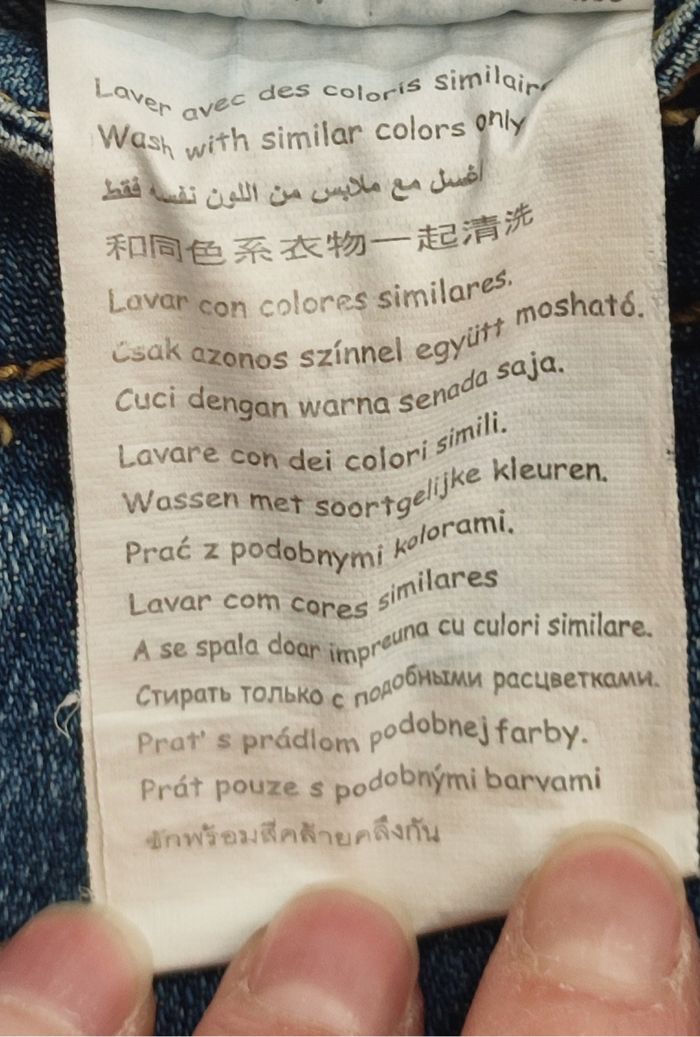 Laver avec des coloris similaires
Wash with similar colors only
اغسل مع ملابس من اللون نفسه فقط
和同色系衣物一起清洗
Lavar con colores similares.
Csak azonos színnel együtt mosható.
Cuci dengan warna senada saja.
Lavare con dei colori simili.
Wassen met soortgelijke kleuren.
Prać z podobnymi kolorami.
Lavar com cores similares
A se spala doar impreuna cu culori similare.
Стирать только с подобными расцветками.
Prat' s prádlom podobnej farby.
Prát pouze s podobnými barvami
ซักพร้อมสีคล้ายคลึงกัน